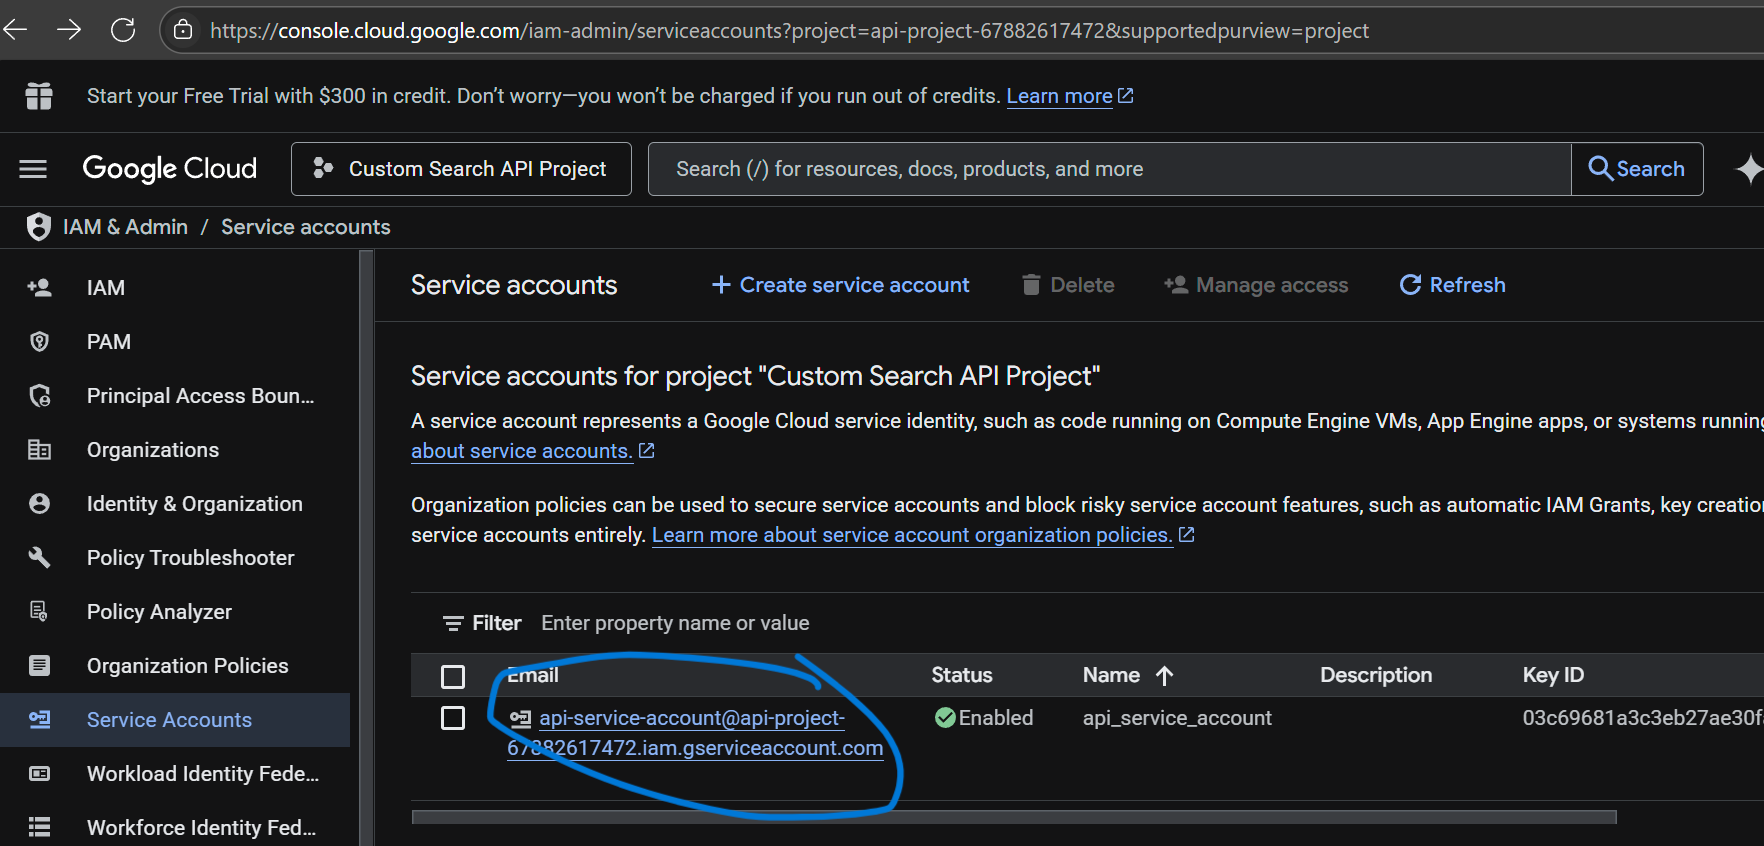 https://console.cloud.google.com/iam-admin/serviceaccounts?project=api-project-67882617472&supportedpurview=project
Start your Free Trial with $300 in credit. Don’t worry—you won’t be charged if you run out of credits. Learn more
Google Cloud
Custom Search API Project
Search (/) for resources, docs, products, and more
Search
IAM & Admin / Service accounts
IAM
PAM
Principal Access Boun...
Organizations
Identity & Organization
Policy Troubleshooter
Policy Analyzer
Organization Policies
Service Accounts
Workload Identity Fede...
Workforce Identity Fed...
Service accounts
+ Create service account
Delete
Manage access
Refresh
Service accounts for project "Custom Search API Project"
A service account represents a Google Cloud service identity, such as code running on Compute Engine VMs, App Engine apps, or systems running
about service accounts.
Organization policies can be used to secure service accounts and block risky service account features, such as automatic IAM Grants, key creation
service accounts entirely. Learn more about service account organization policies.
Filter Enter property name or value
Email Status Name Description Key ID
api-service-account@api-project- Enabled api_service_account 03c69681a3c3eb27ae30f
67882617472.iam.gserviceaccount.com